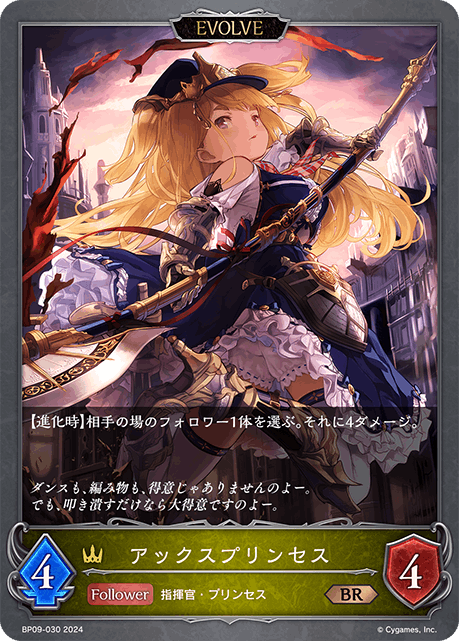 EVOLVE
【進化時】相手の場のフォロワー1体を選ぶ。それに4ダメージ。
ダンスも、編み物も、得意じゃありませんのよー。
でも、叩き潰すだけなら大得意ですのよー。
アックスプリンセス
4
4
Follower
指揮官・プリンセス
BR
BP09-030 2024
© Cygames, Inc.